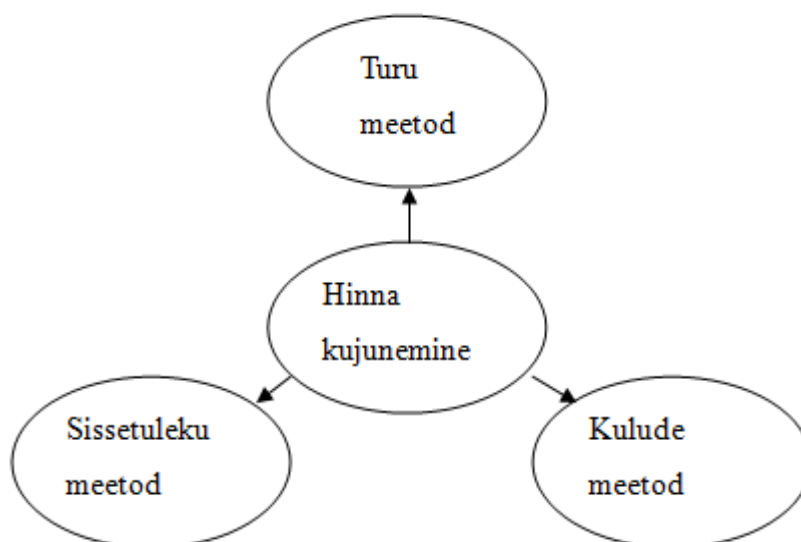 Turu
meetod
Hinna
kujunemine
Sissetuleku
meetod
Kulude
meetod